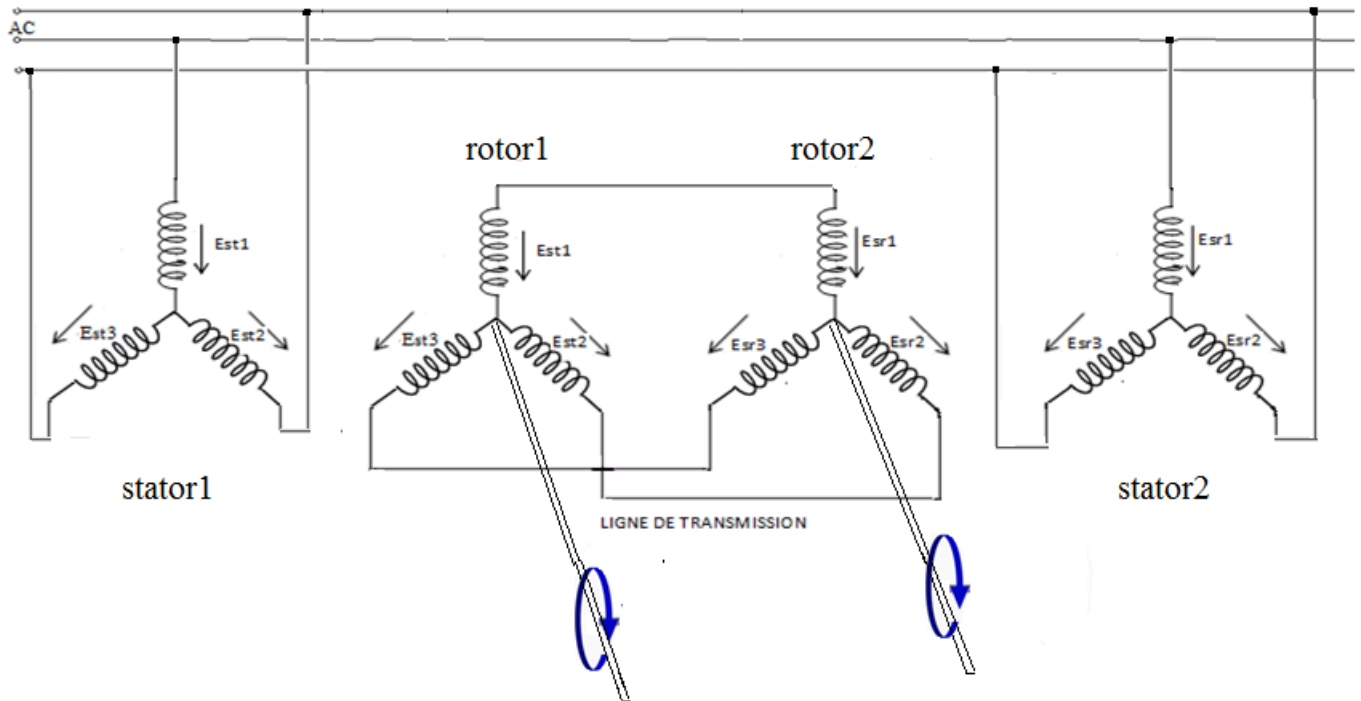 AC
rotor1
rotor2
Est1
Est1
Esr1
Esr1
Est3
Est2
Est3
Est2
Esr3
Esr2
Esr3
Esr2
stator1
stator2
LIGNE DE TRANSMISSION